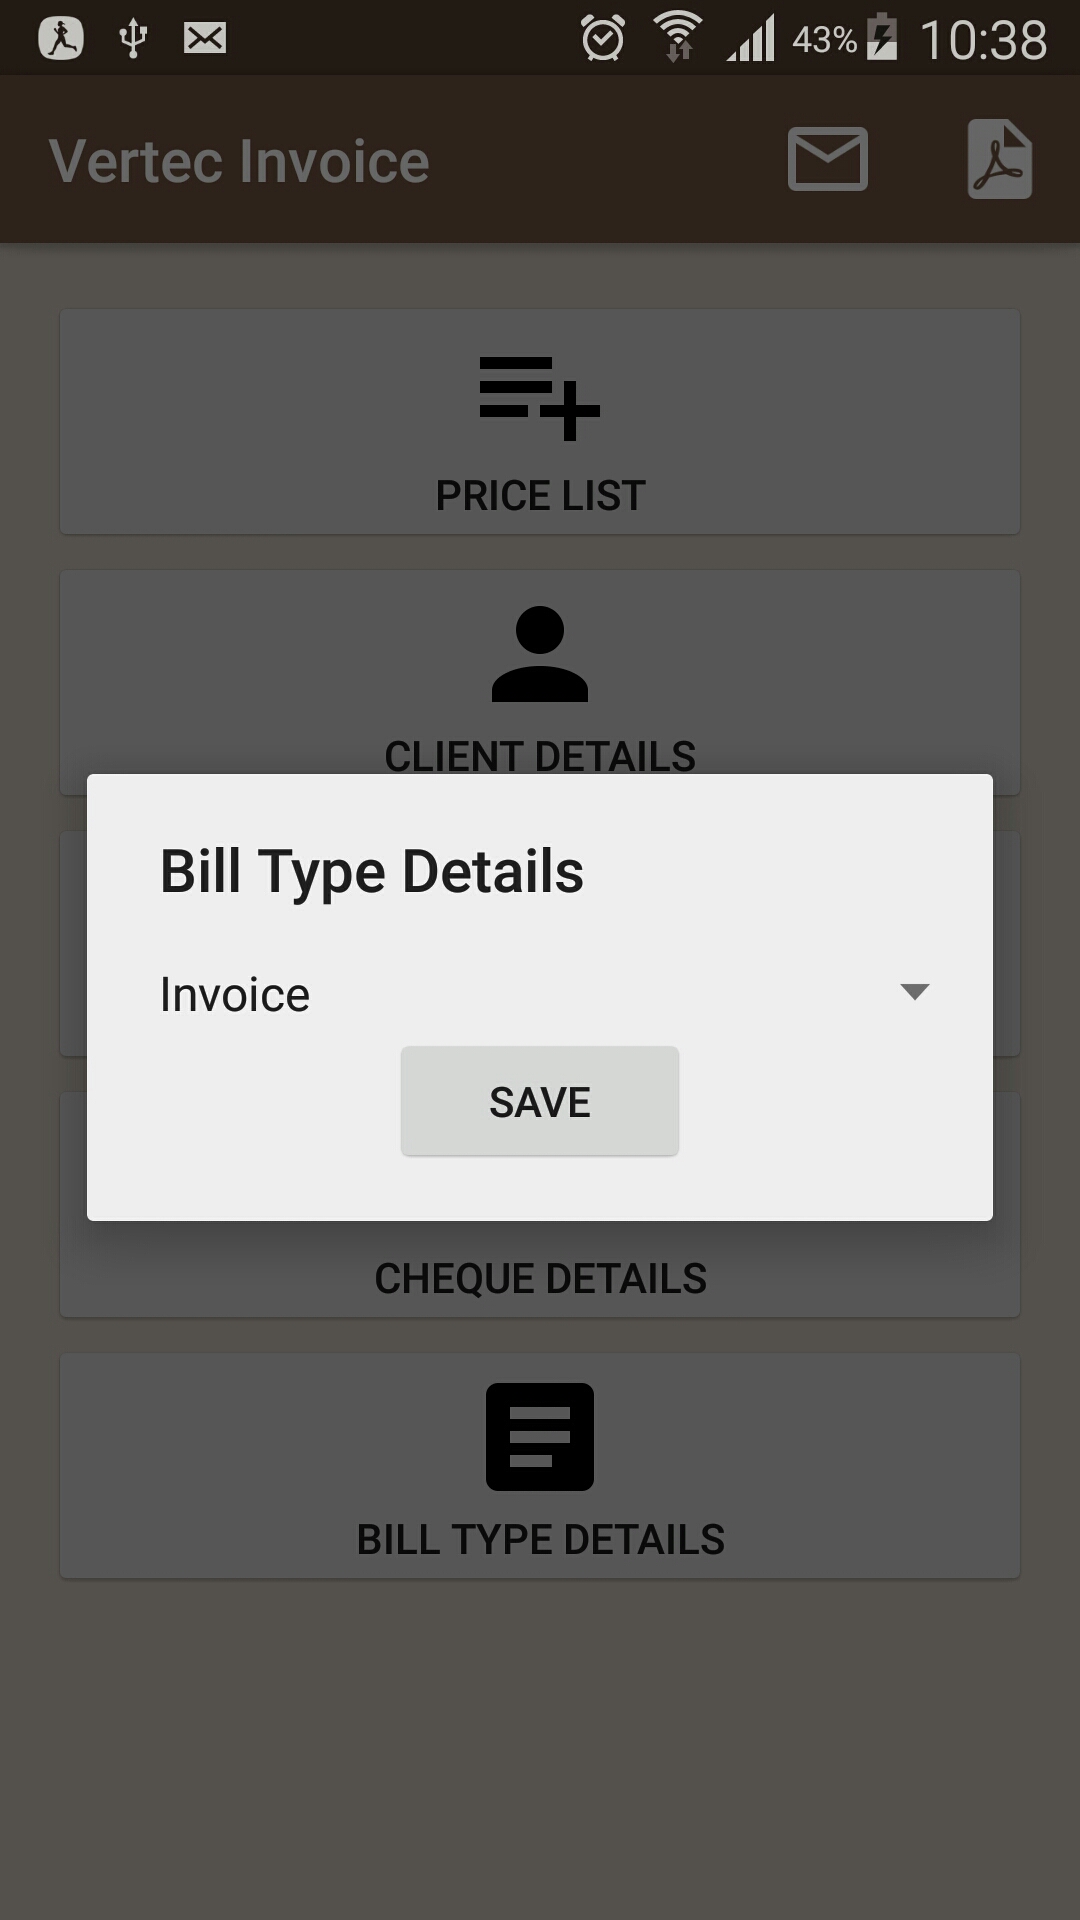 43% 10:38
Vertec Invoice
PRICE LIST
CLIENT DETAILS
Bill Type Details
Invoice
SAVE
CHEQUE DETAILS
BILL TYPE DETAILS